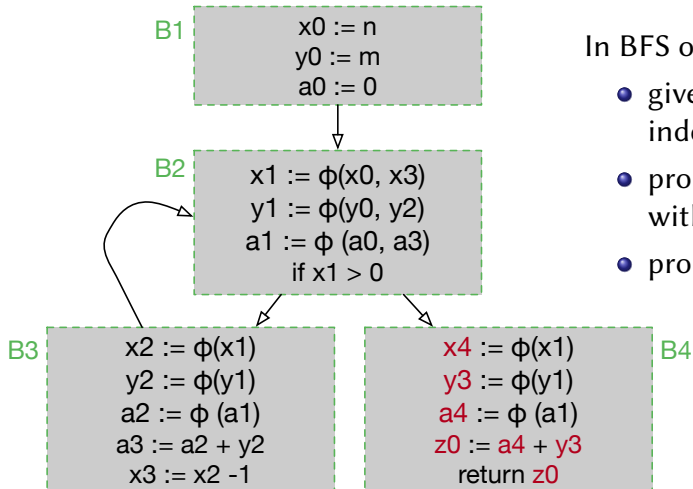 B1
x0 := n
y0 := m
a0 := 0
B2
x1 := ϕ(x0, x3)
y1 := ϕ(y0, y2)
a1 := ϕ (a0, a3)
if x1 > 0
B3
x2 := ϕ(x1)
y2 := ϕ(y1)
a2 := ϕ (a1)
a3 := a2 + y2
x3 := x2 -1
B4
x4 := ϕ(x1)
y3 := ϕ(y1)
a4 := ϕ (a1)
z0 := a4 + y3
return z0
In BFS o
give
inde
pro
with
pro